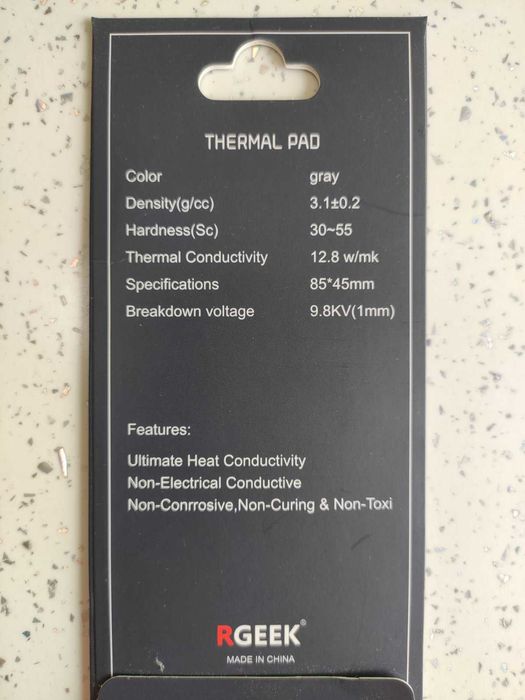 THERMAL PAD
Color gray
Density(g/cc) 3.1±0.2
Hardness(Sc) 30~55
Thermal Conductivity 12.8 w/mk
Specifications 85*45mm
Breakdown voltage 9.8KV(1mm)
Features:
Ultimate Heat Conductivity
Non-Electrical Conductive
Non-Conrrosive,Non-Curing & Non-Toxi
RGEEK®
MADE IN CHINA